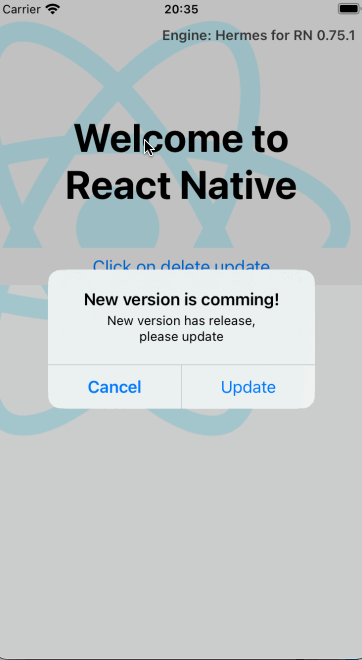 Carrier 20:35
Engine: Hermes for RN 0.75.1
Welcome to
React Native
Click on delete update
New version is comming!
New version has release,
please update
Cancel Update